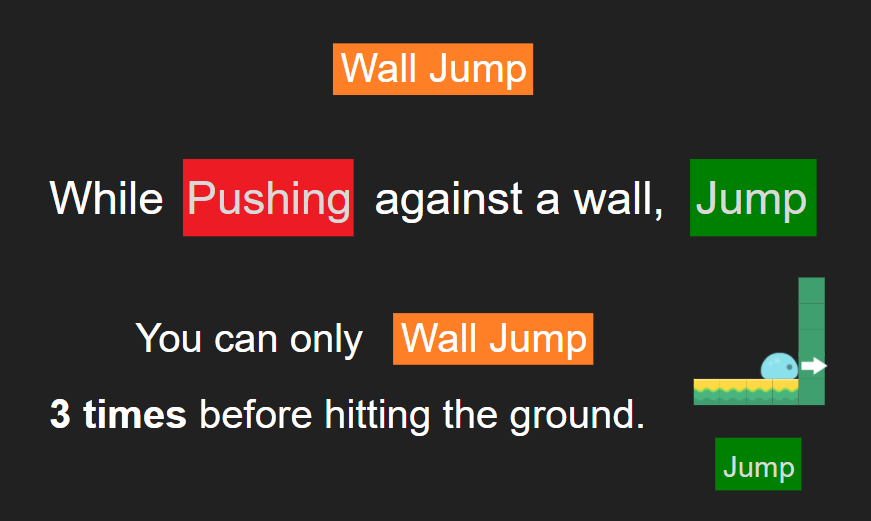 Wall Jump
While Pushing against a wall, Jump
You can only Wall Jump
3 times before hitting the ground.
Jump